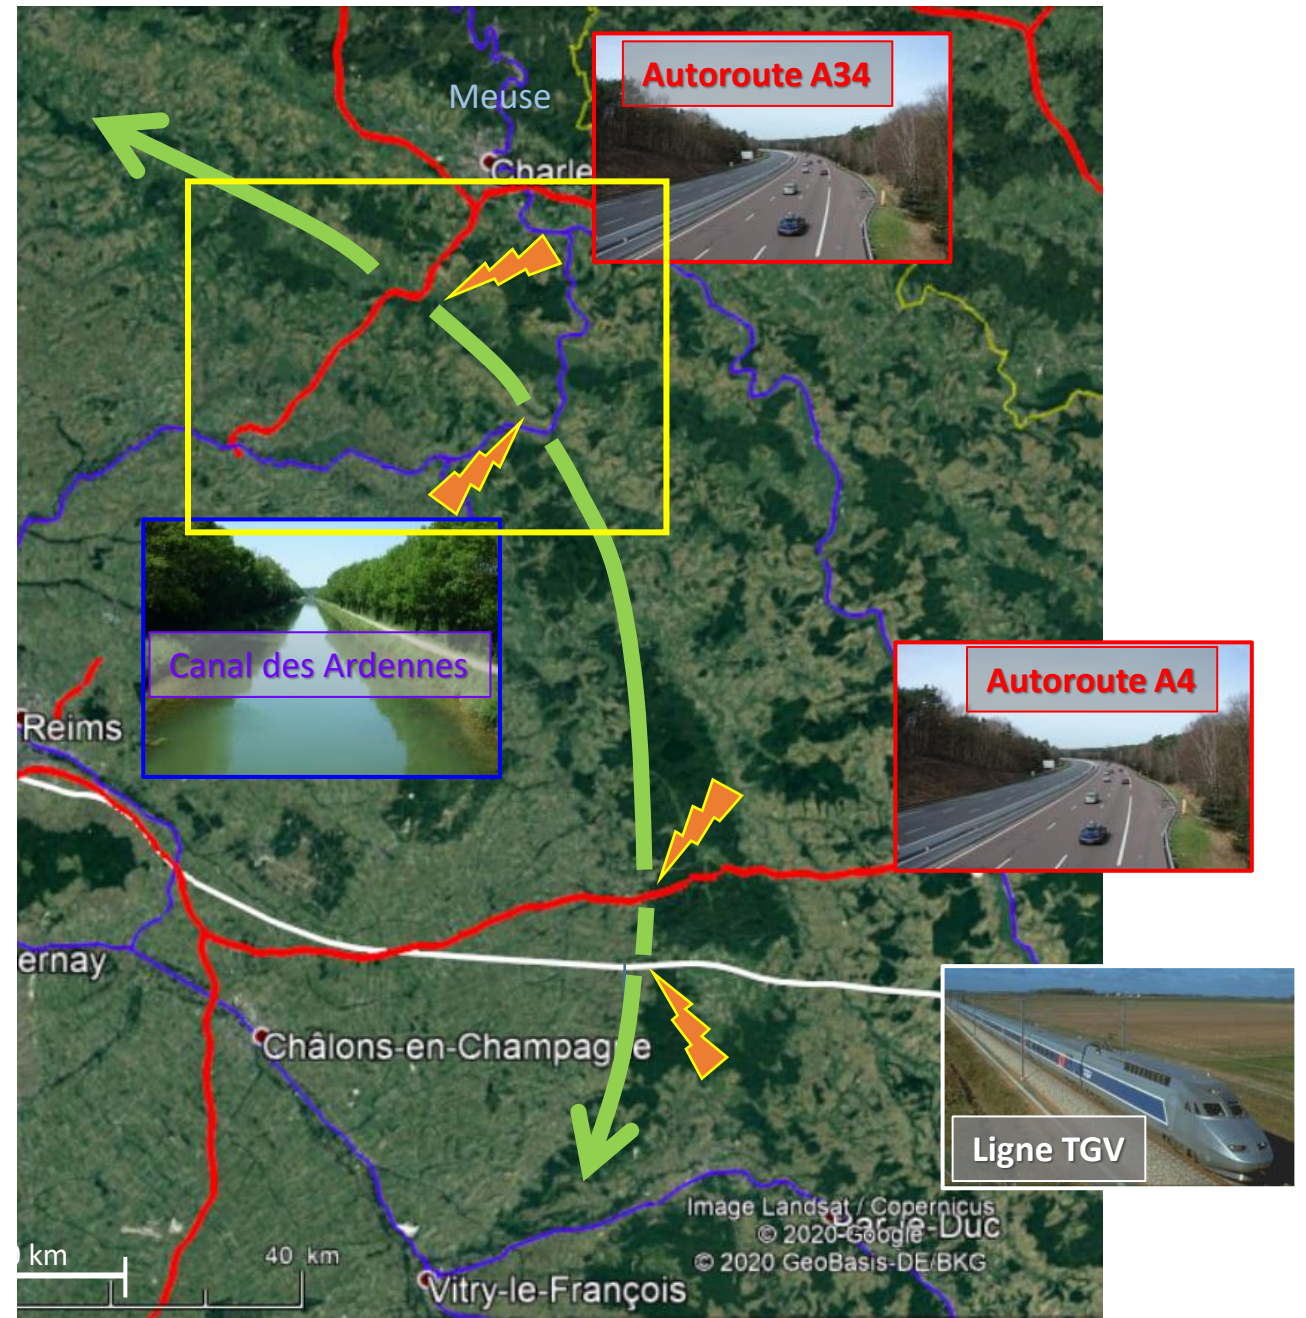 Autoroute A34
Meuse
Charle
Canal des Ardennes
Autoroute A4
Reims
ernay
Châlons-en-Champagne
Ligne TGV
Image Landsat / Copernicus
© 2020 Google
Bar-le-Duc
© 2020 GeoBasis-DE/BKG
km
40 km
Vitry-le-François